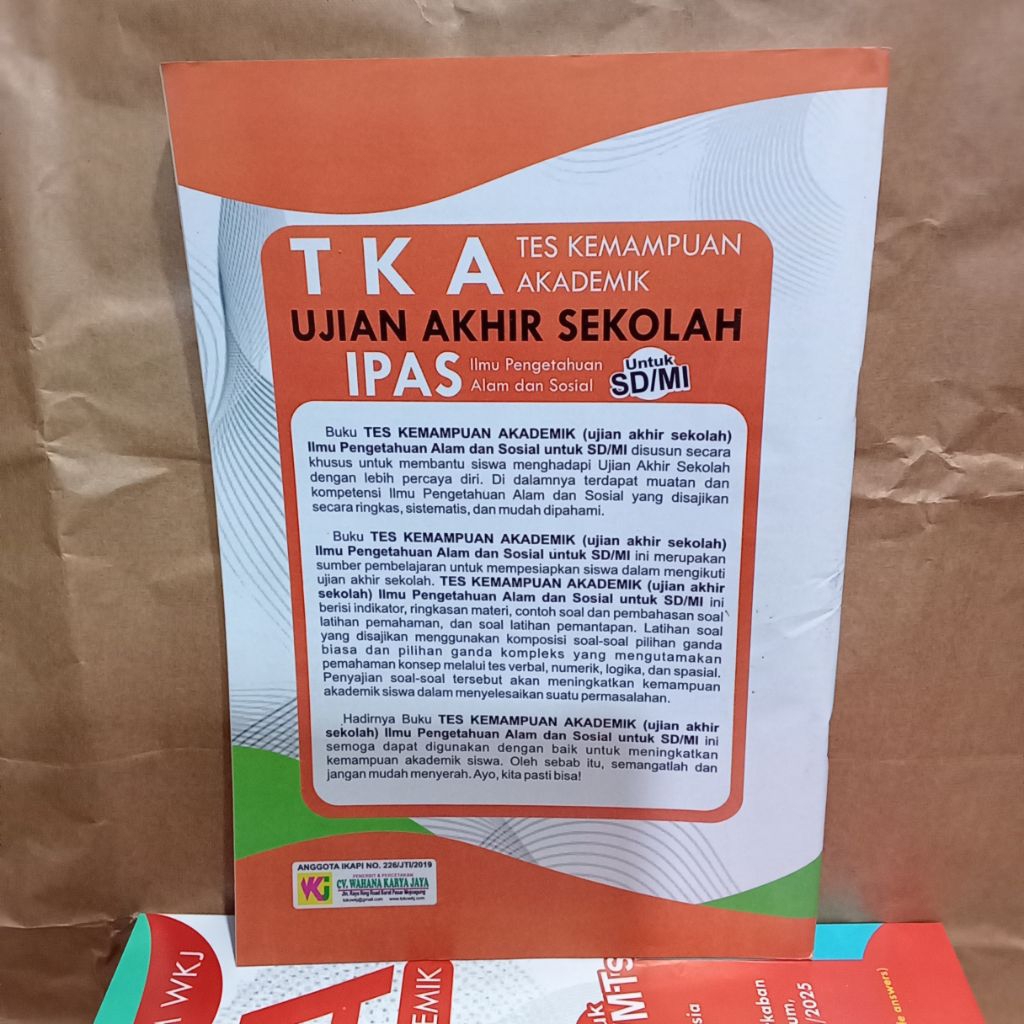 T K A TES KEMAMPUAN
AKADEMIK
UJIAN AKHIR SEKOLAH
IPAS Ilmu Pengetahuan
Alam dan Sosial
Untuk
SD/MI
Buku TES KEMAMPUAN AKADEMIK (ujian akhir sekolah)
Ilmu Pengetahuan Alam dan Sosial untuk SD/MI disusun secara
khusus untuk membantu siswa menghadapi Ujian Akhir Sekolah
dengan lebih percaya diri. Di dalamnya terdapat muatan dan
kompetensi Ilmu Pengetahuan Alam dan Sosial yang disajikan
secara ringkas, sistematis, dan mudah dipahami.
Buku TES KEMAMPUAN AKADEMIK (ujian akhir sekolah)
Ilmu Pengetahuan Alam dan Sosial untuk SD/MI ini merupakan
sumber pembelajaran untuk mempesiapkan siswa dalam mengikuti
ujian akhir sekolah. TES KEMAMPUAN AKADEMIK (ujian akhir
sekolah) Ilmu Pengetahuan Alam dan Sosial untuk SD/MI ini
berisi indikator, ringkasan materi, contoh soal dan pembahasan soal
latihan pemahaman, dan soal latihan pemantapan. Latihan soal
yang disajikan menggunakan komposisi soal-soal pilihan ganda
biasa dan pilihan ganda kompleks yang mengutamakan
pemahaman konsep melalui tes verbal, numerik, logika, dan spasial.
Penyajian soal-soal tersebut akan meningkatkan kemampuan
akademik siswa dalam menyelesaikan suatu permasalahan.
Hadirnya Buku TES KEMAMPUAN AKADEMIK (ujian akhir
sekolah) Ilmu Pengetahuan Alam dan Sosial untuk SD/MI ini
semoga dapat digunakan dengan baik untuk meningkatkan
kemampuan akademik siswa. Oleh sebab itu, semangatlah dan
jangan mudah menyerah. Ayo, kita pasti bisa!
ANGGOTA IKAPI NO. 226/JTI/2019
PENERBIT & PERCETAKAN
WKJ CV. WAHANA KARYA JAYA
WKJ
MTS
/2025